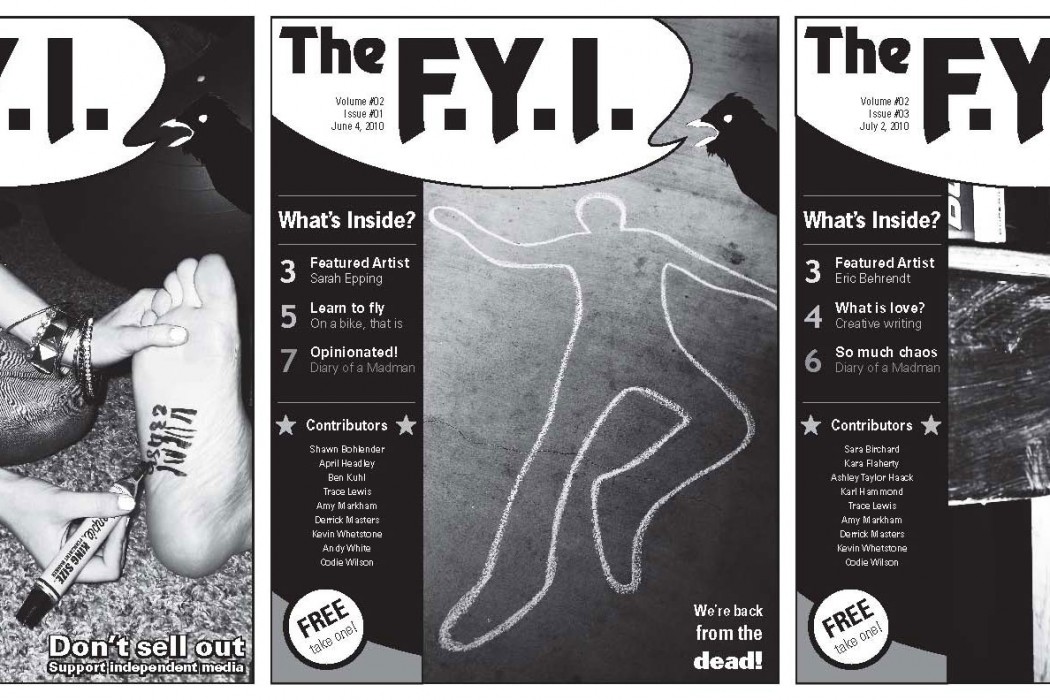 Y.I.
SHARPIE KING SIZE
Don't sell out
Support independent media
The F.Y.I.
Volume #02
Issue #01
June 4, 2010
What's Inside?
3 Featured Artist
Sarah Epping
5 Learn to fly
On a bike, that is
7 Opinionated!
Diary of a Madman
Contributors
Shawn Bohlender
April Headley
Ben Kuhl
Trace Lewis
Amy Markham
Derrick Masters
Kevin Whetstone
Andy White
Codie Wilson
FREE
take one!
We're back
from the
dead!
The F.Y
Volume #02
Issue #03
July 2, 2010
What's Inside?
3 Featured Artist
Eric Behrendt
4 What is love?
Creative writing
6 So much chaos
Diary of a Madman
Contributors
Sara Birchard
Kara Flaherty
Ashley Taylor Haack
Karl Hammond
Trace Lewis
Amy Markham
Derrick Masters
Kevin Whetstone
Codie Wilson
FREE
take one!